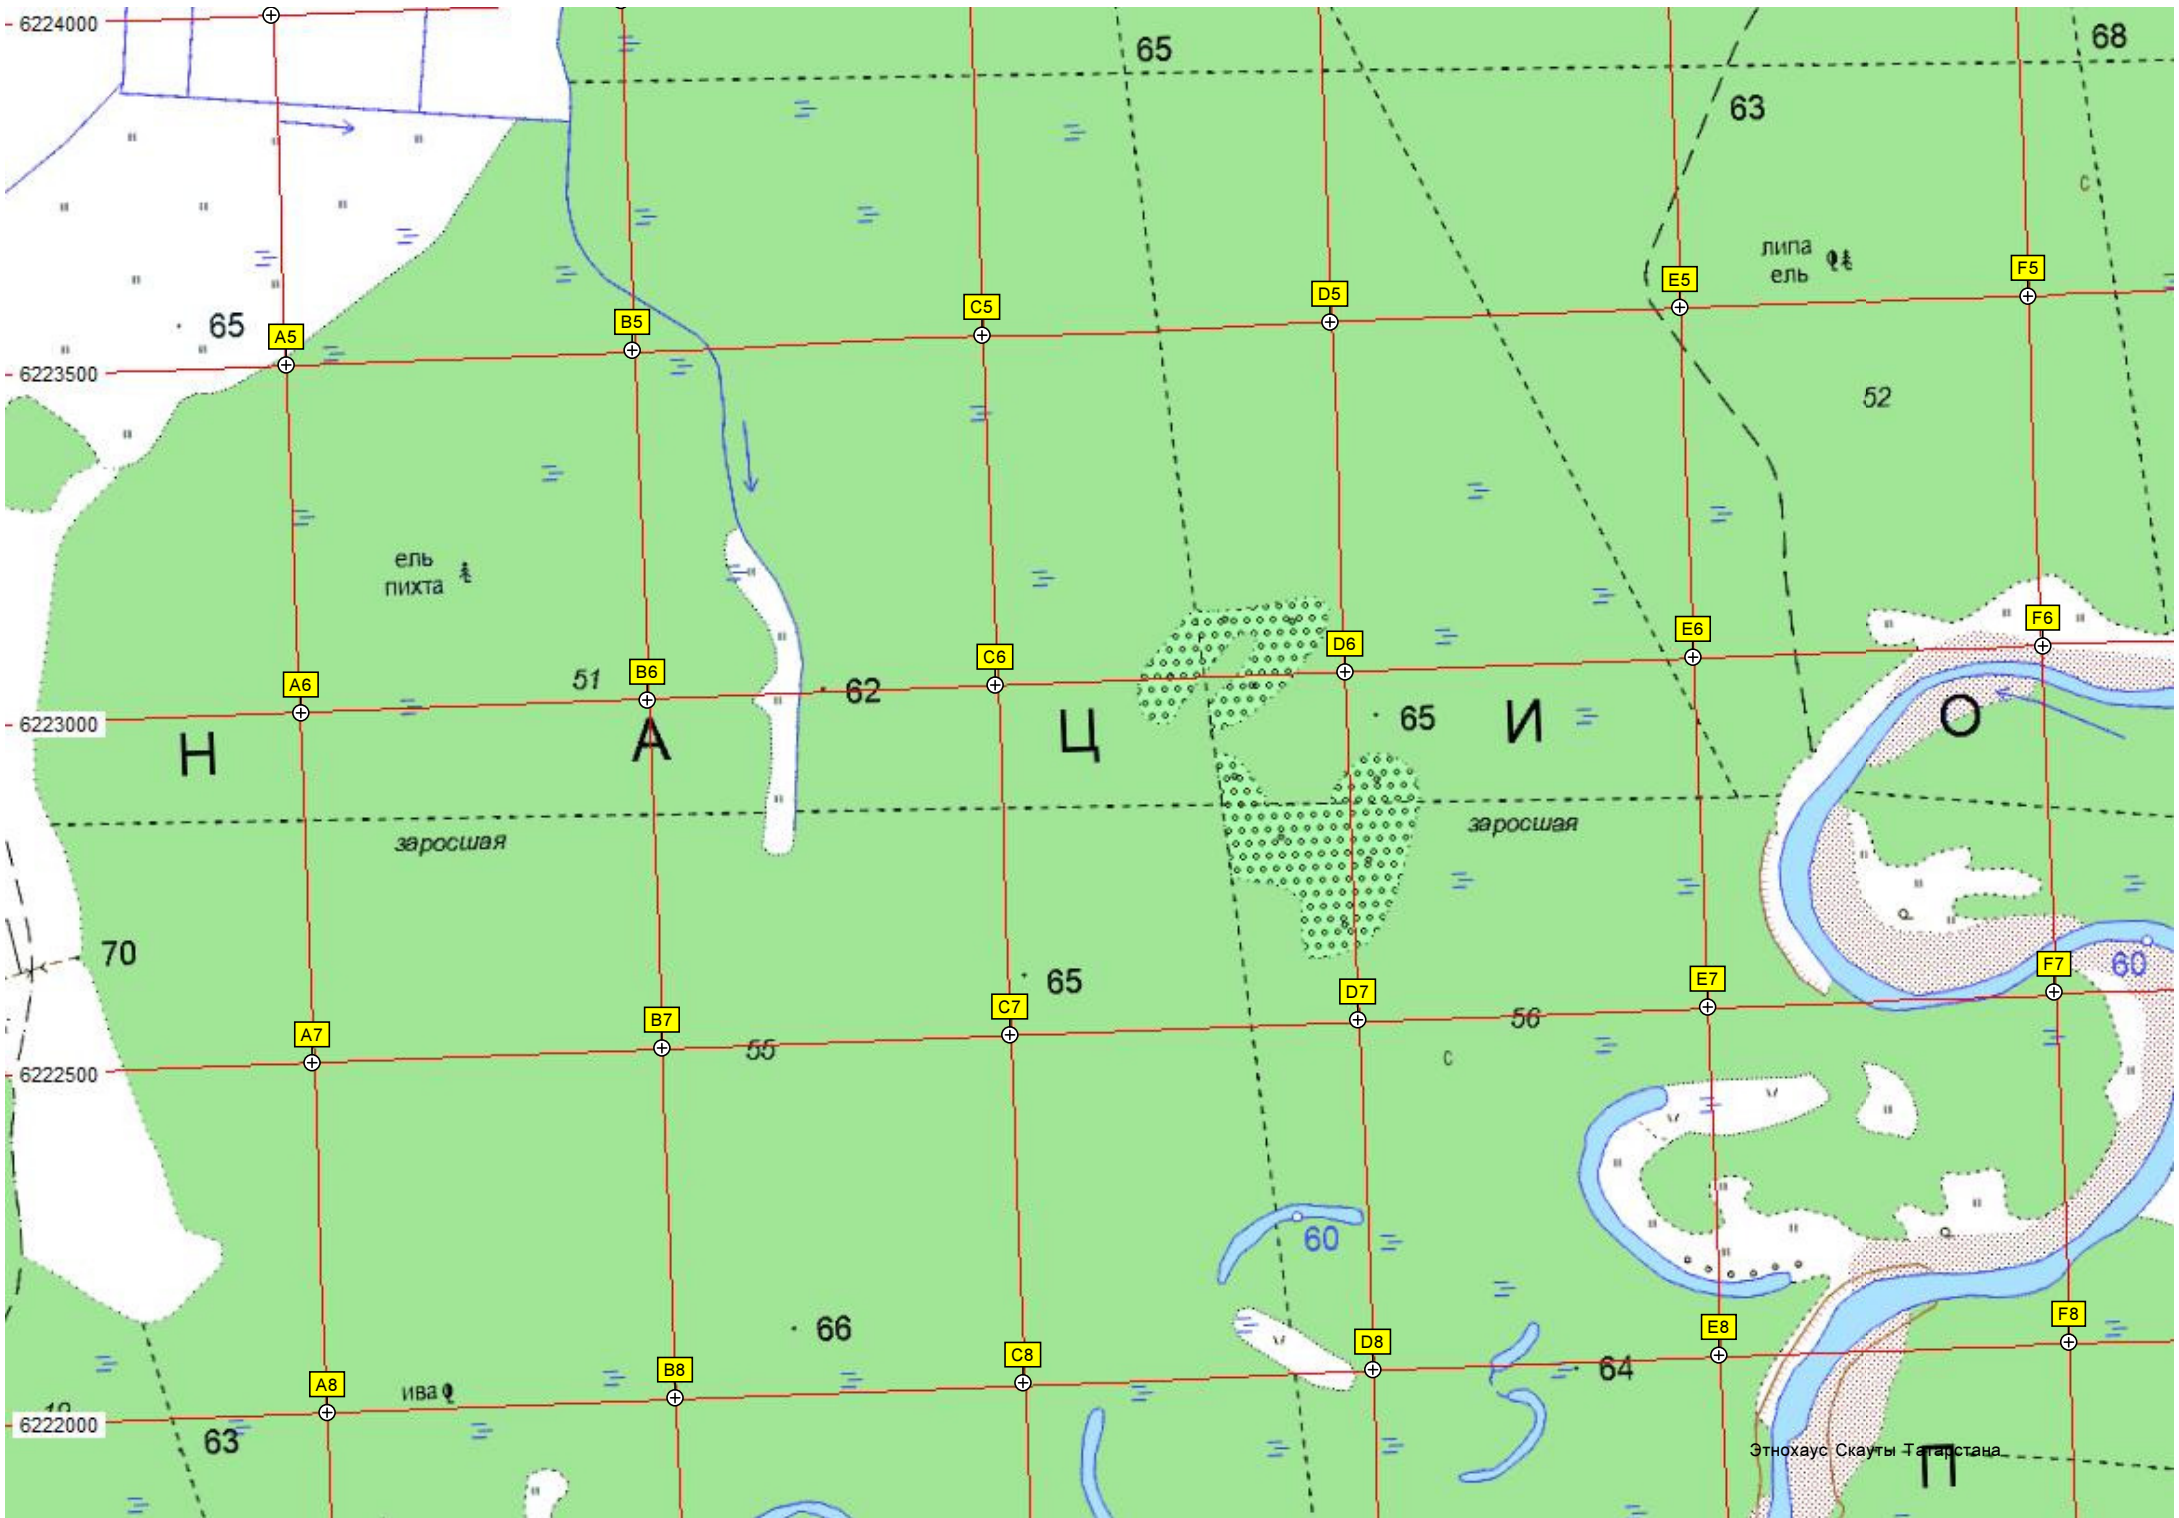 6224000
65
68
63
С
липа
ель
F5
E5
D5
C5
B5
65
A5
6223500
52
ель
пихта
F6
E6
D6
C6
B6
51
A6
62
65
6223000
Н А Ц И О
заросшая
заросшая
70
60
F7
65
E7
D7
C7
B7
A7
56
55
С
6222500
60
66
F8
E8
D8
C8
B8
A8
64
ива
6222000
63
Этнохаус Скауты Татарстана
П